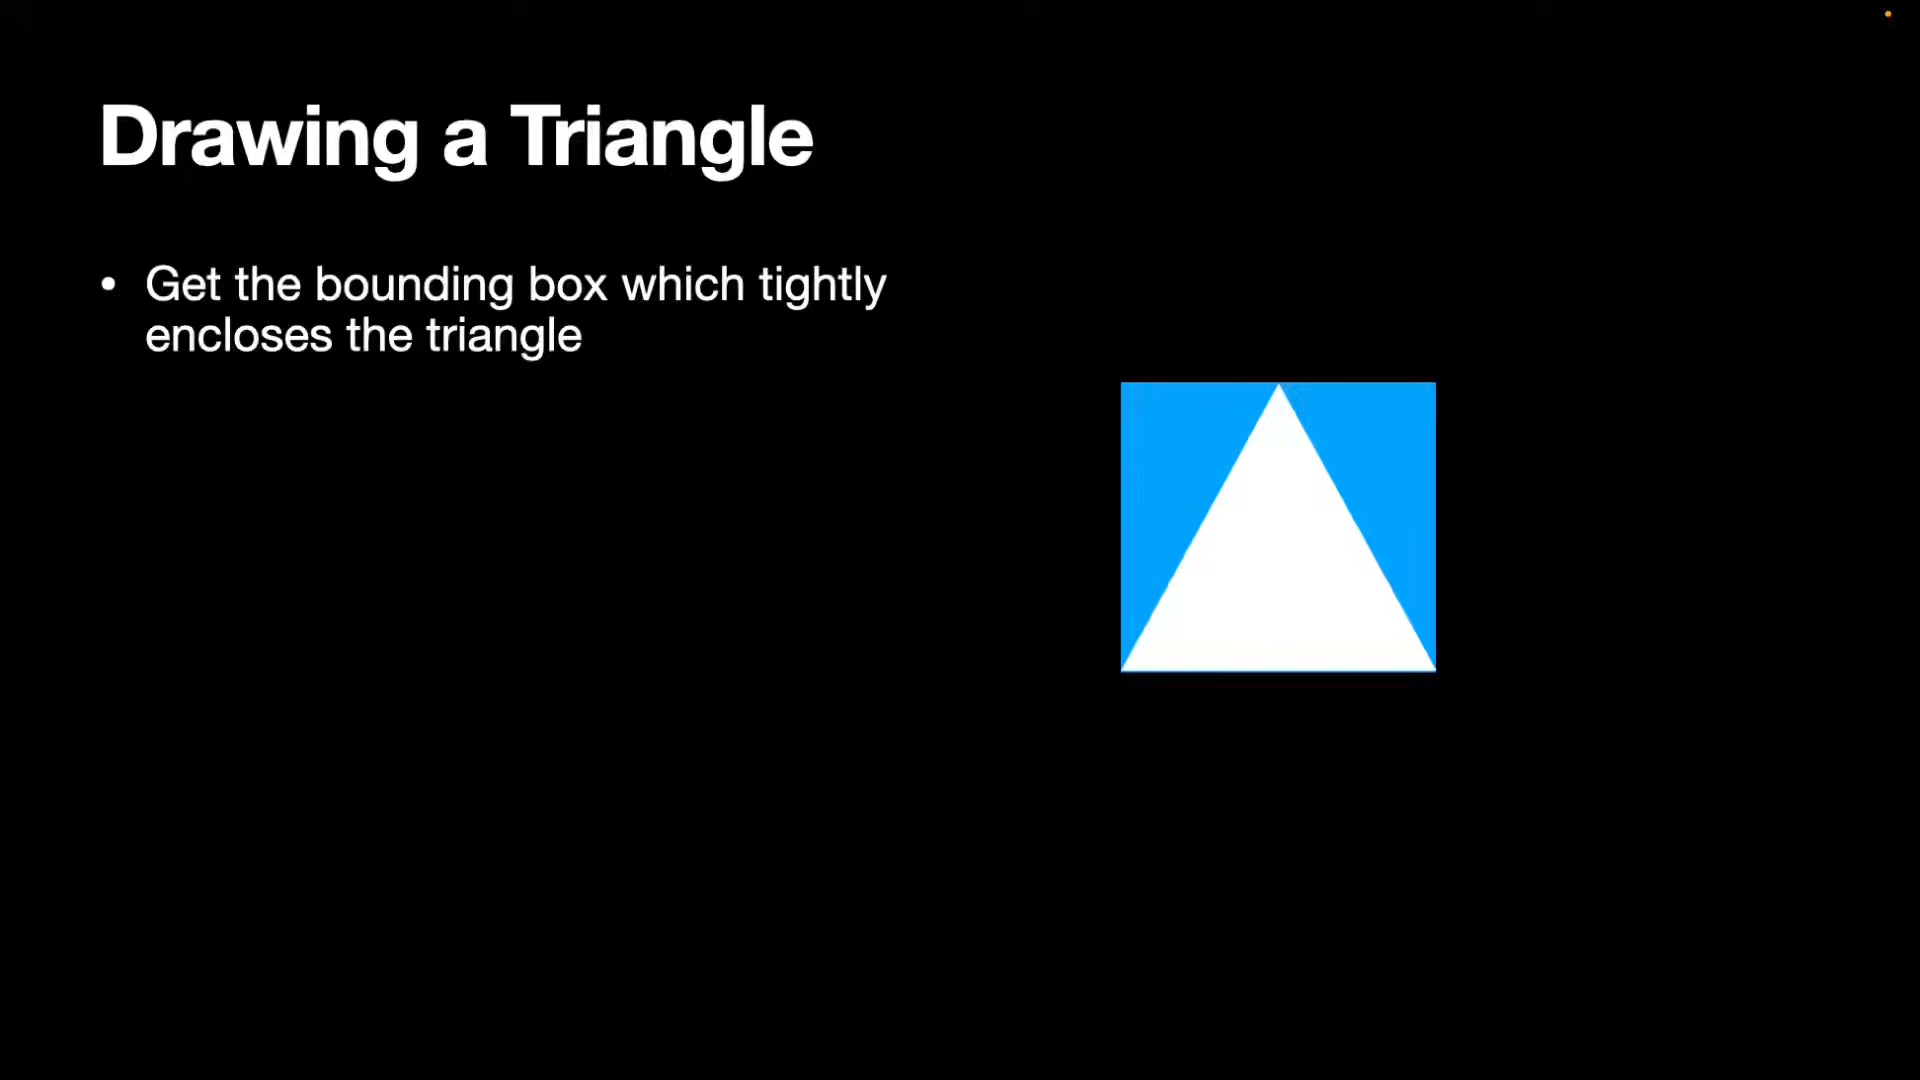 Drawing a Triangle
• Get the bounding box which tightly
encloses the triangle